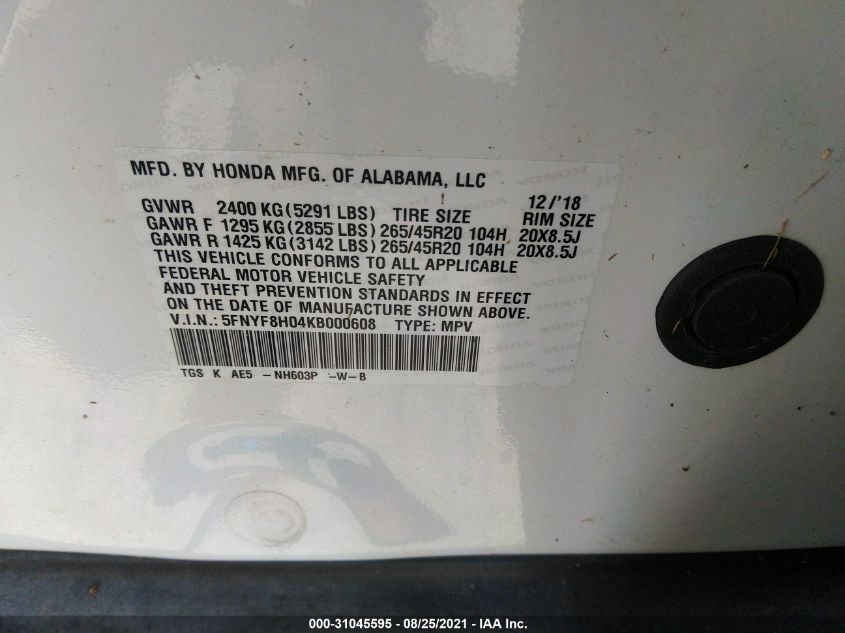 MFD. BY HONDA MFG. OF ALABAMA, LLC
12/'18
GVWR 2400 KG(5291 LBS) TIRE SIZE RIM SIZE
GAWR F 1295 KG(2855 LBS) 265/45R20 104H 20X8.5J
GAWR R 1425 KG(3142 LBS) 265/45R20 104H 20X8.5J
THIS VEHICLE CONFORMS TO ALL APPLICABLE
FEDERAL MOTOR VEHICLE SAFETY
AND THEFT PREVENTION STANDARDS IN EFFECT
ON THE DATE OF MANUFACTURE SHOWN ABOVE.
V.I.N.: 5FNYF8H04KB000608 TYPE: MPV
TGS K AE5 -NH603P -W-B
000-31045595 - 08/25/2021 - IAA Inc.